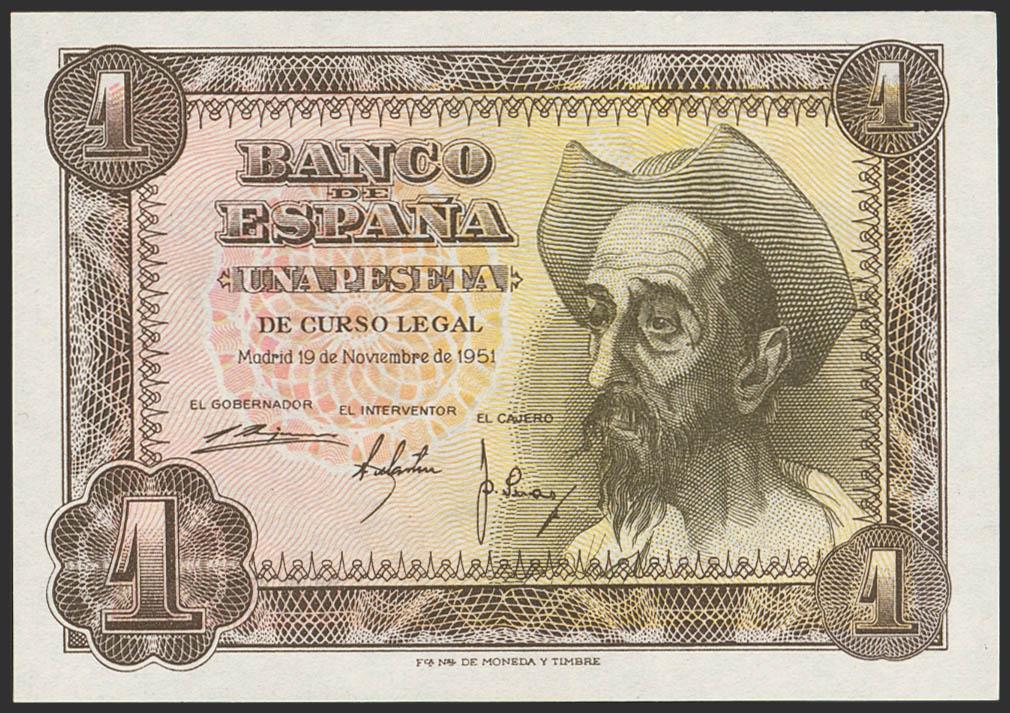 1
1
BANCO
DE
ESPAÑA
UNA PESETA
DE CURSO LEGAL
Madrid 19 de Noviembre de 1951
EL GOBERNADOR EL INTERVENTOR EL CAJERO
1
1
Fca. Nal. DE MONEDA Y TIMBRE